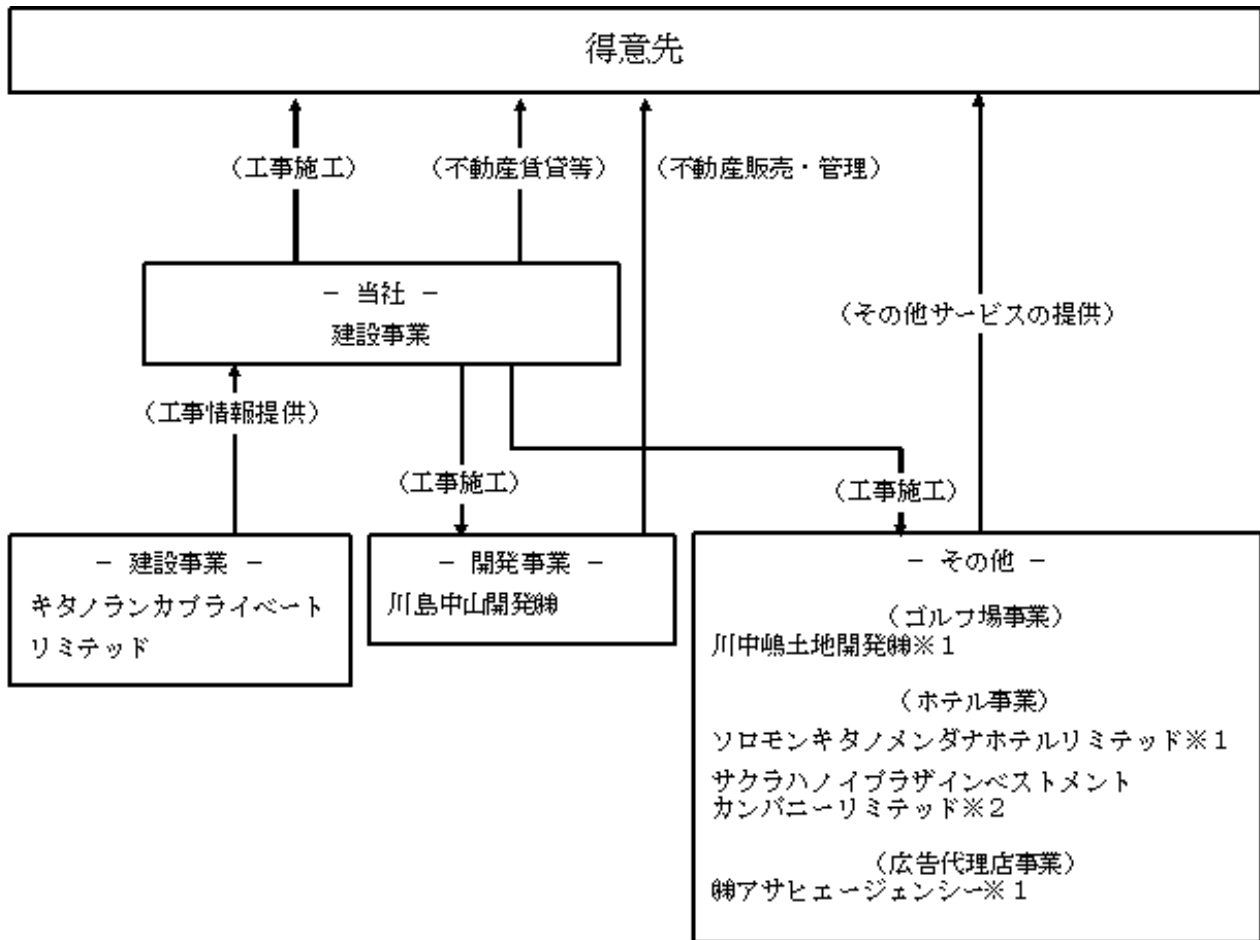 得意先
（工事施工）
（不動産賃貸等）
（不動産販売・管理）
－ 当社 －
建設事業
（その他サービスの提供）
（工事情報提供）
（工事施工）
（工事施工）
－ 建設事業 －
キタノランカプライベート
リミテッド
－ 開発事業 －
川島中山開発㈱
－ その他 －
（ゴルフ場事業）
川中嶋土地開発㈱※１
（ホテル事業）
ソロモンキタノメンダナホテルリミテッド※１
サクラハノイプラザインベストメント
カンパニーリミテッド※２
（広告代理店事業）
㈱アサヒエージェンシー※１